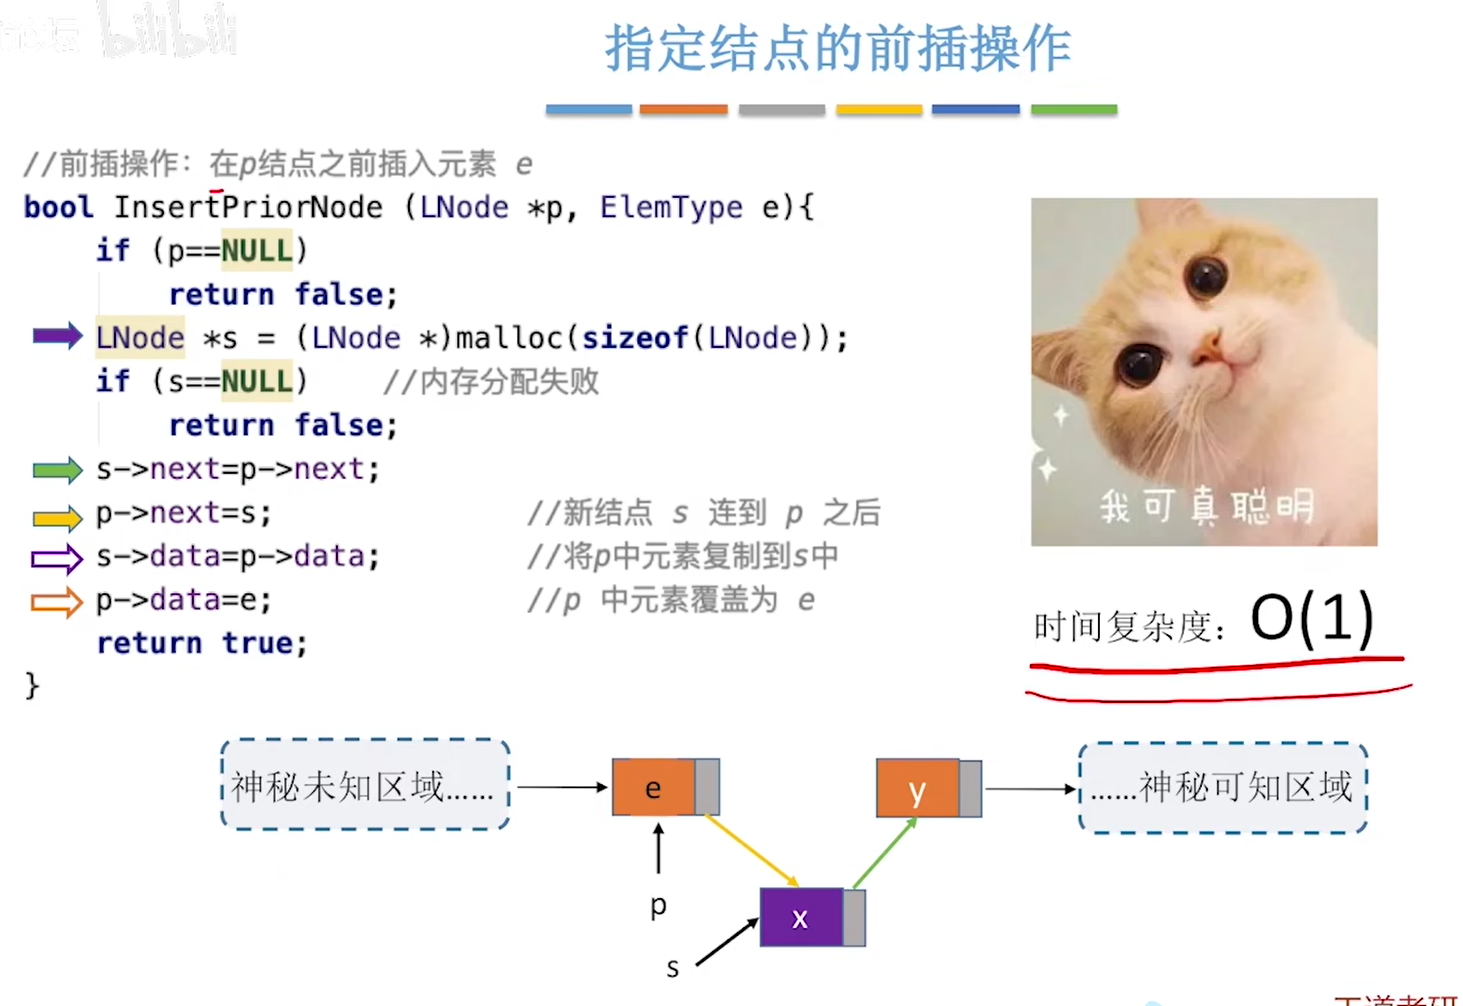 bilibili
指定结点的前插操作
//前插操作：在p结点之前插入元素 e
bool InsertPriorNode (LNode *p, ElemType e){
if (p==NULL)
return false;
LNode *s = (LNode *)malloc(sizeof(LNode));
if (s==NULL) //内存分配失败
return false;
s->next=p->next;
p->next=s; //新结点 s 连到 p 之后
s->data=p->data; //将p中元素复制到s中
p->data=e; //p 中元素覆盖为 e
return true;
}
我可真聪明
时间复杂度：O(1)
神秘未知区域......
e
y
......神秘可知区域
p
x
s
王道考研